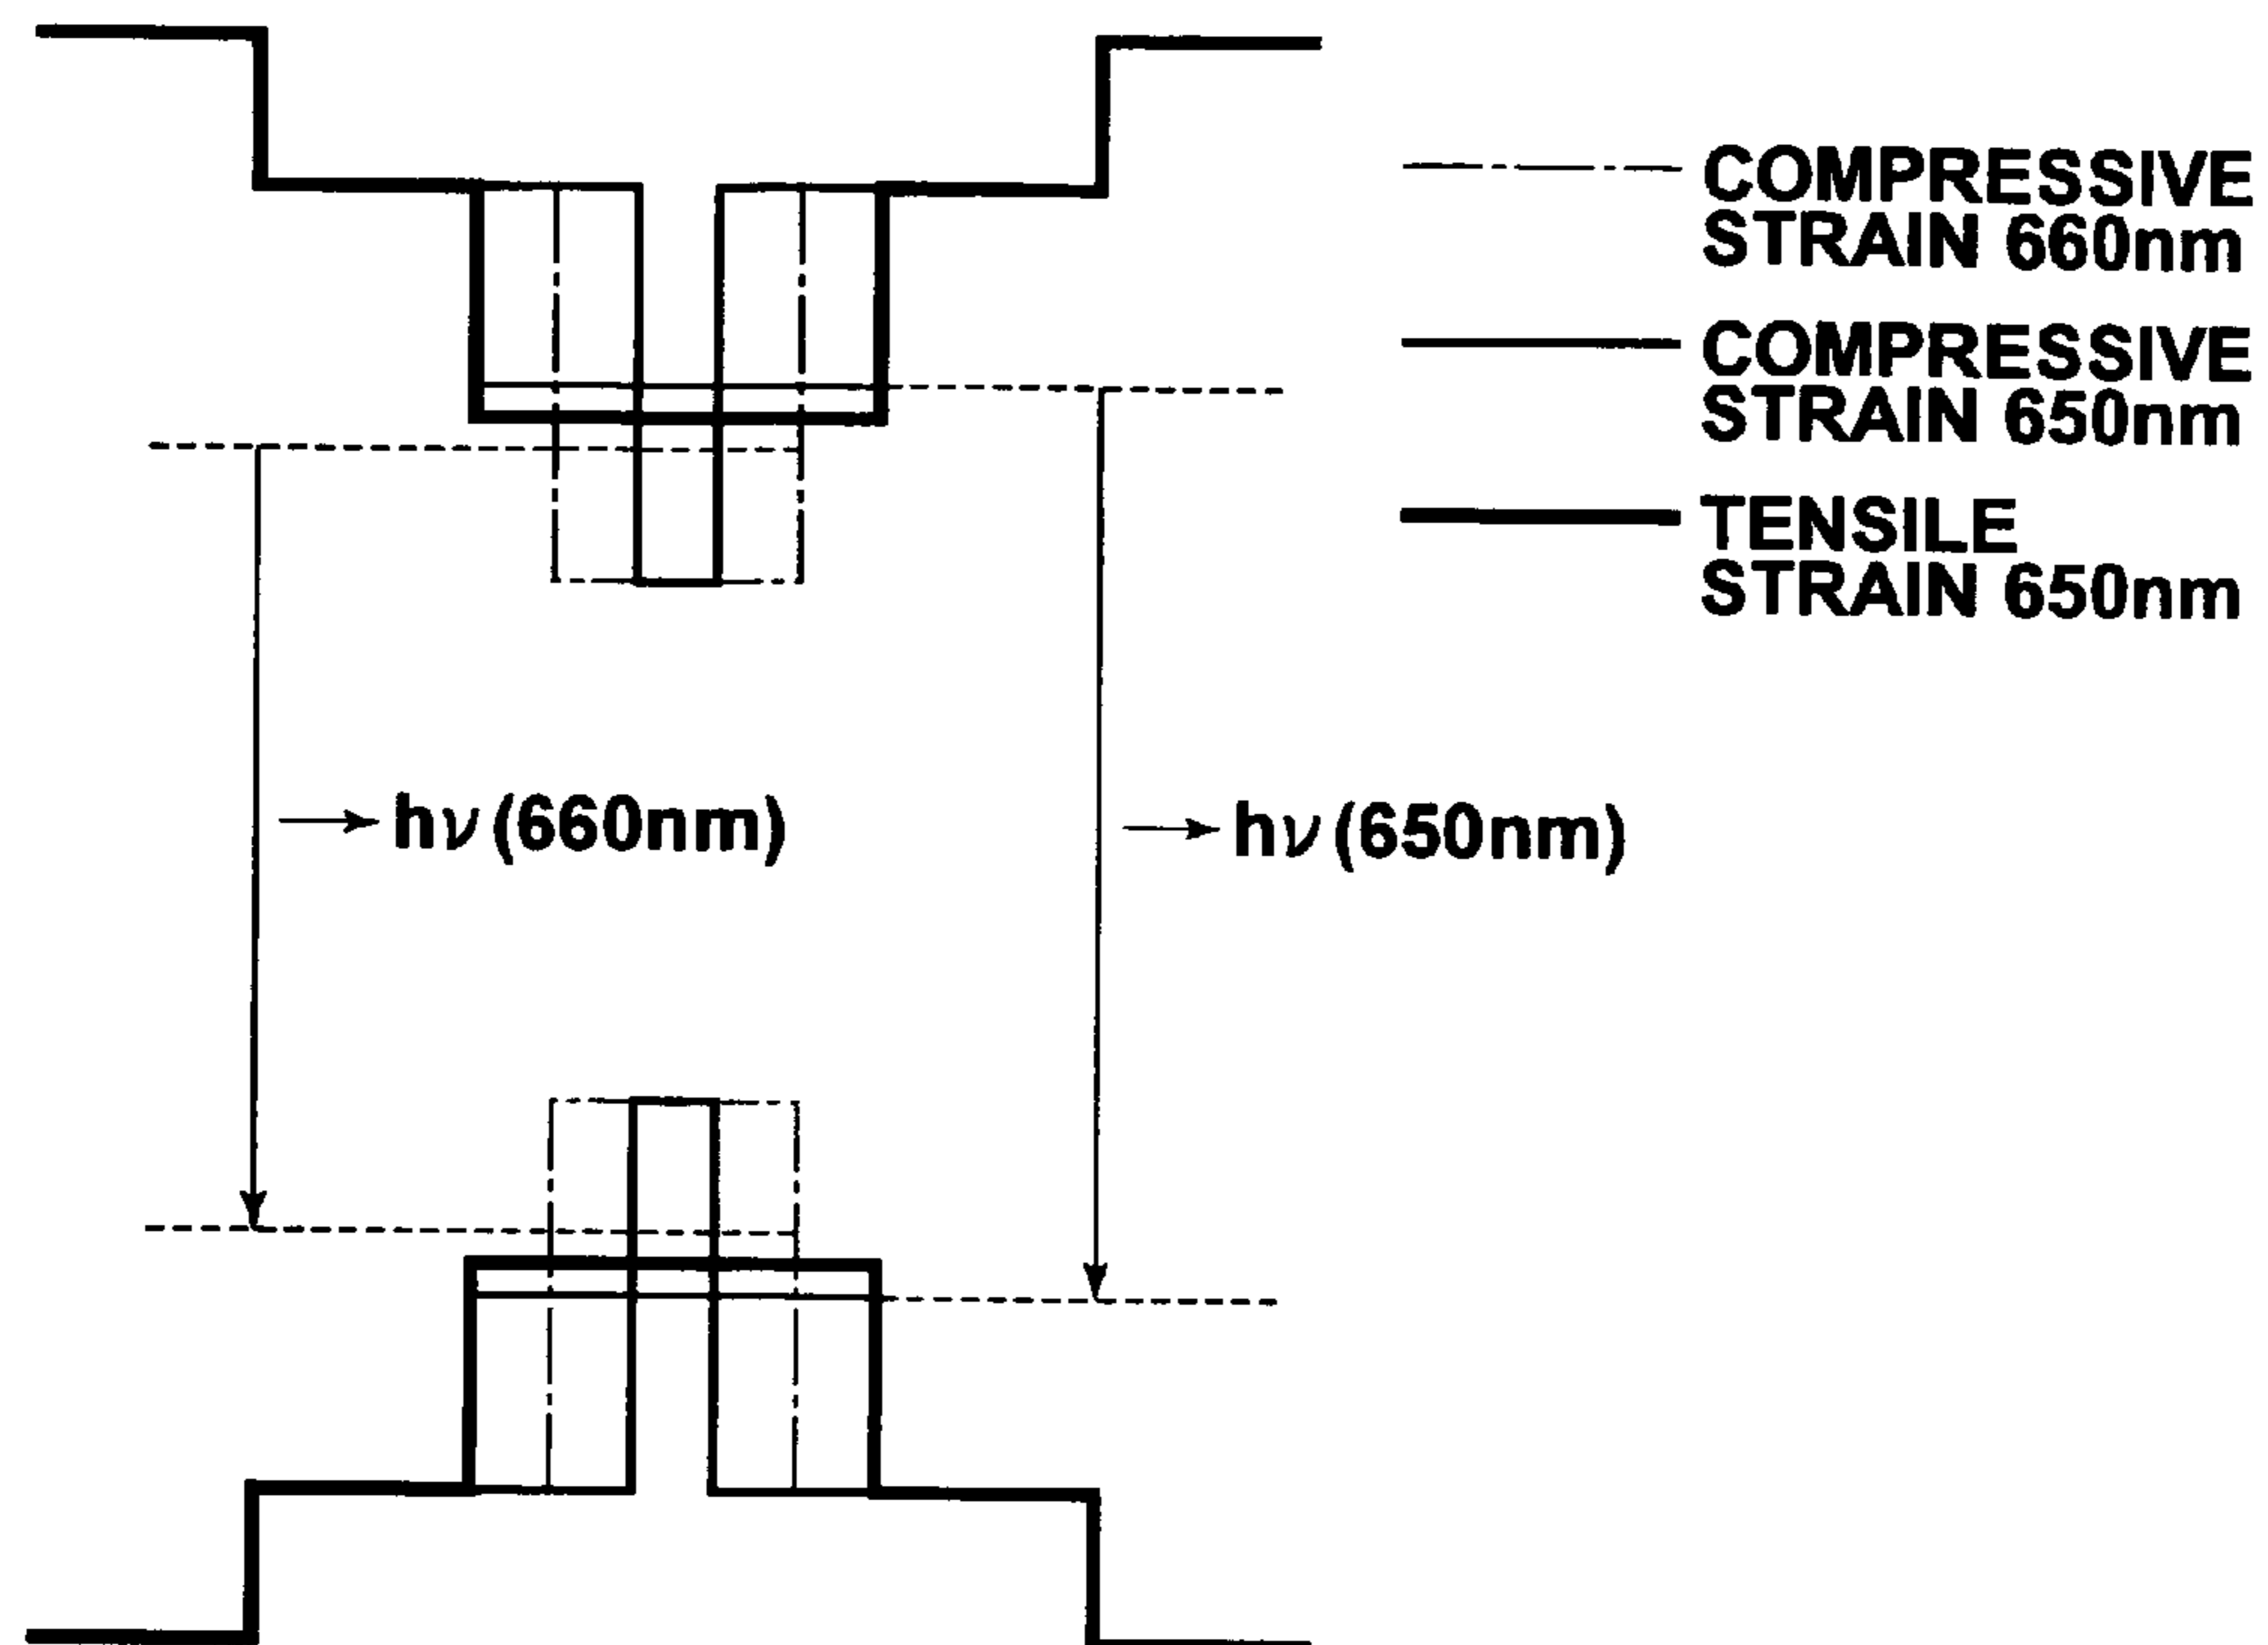 COMPRESSIVE
STRAIN 660nm
COMPRESSIVE
STRAIN 650nm
TENSILE
STRAIN 650nm
hν(660nm)
hν(650nm)